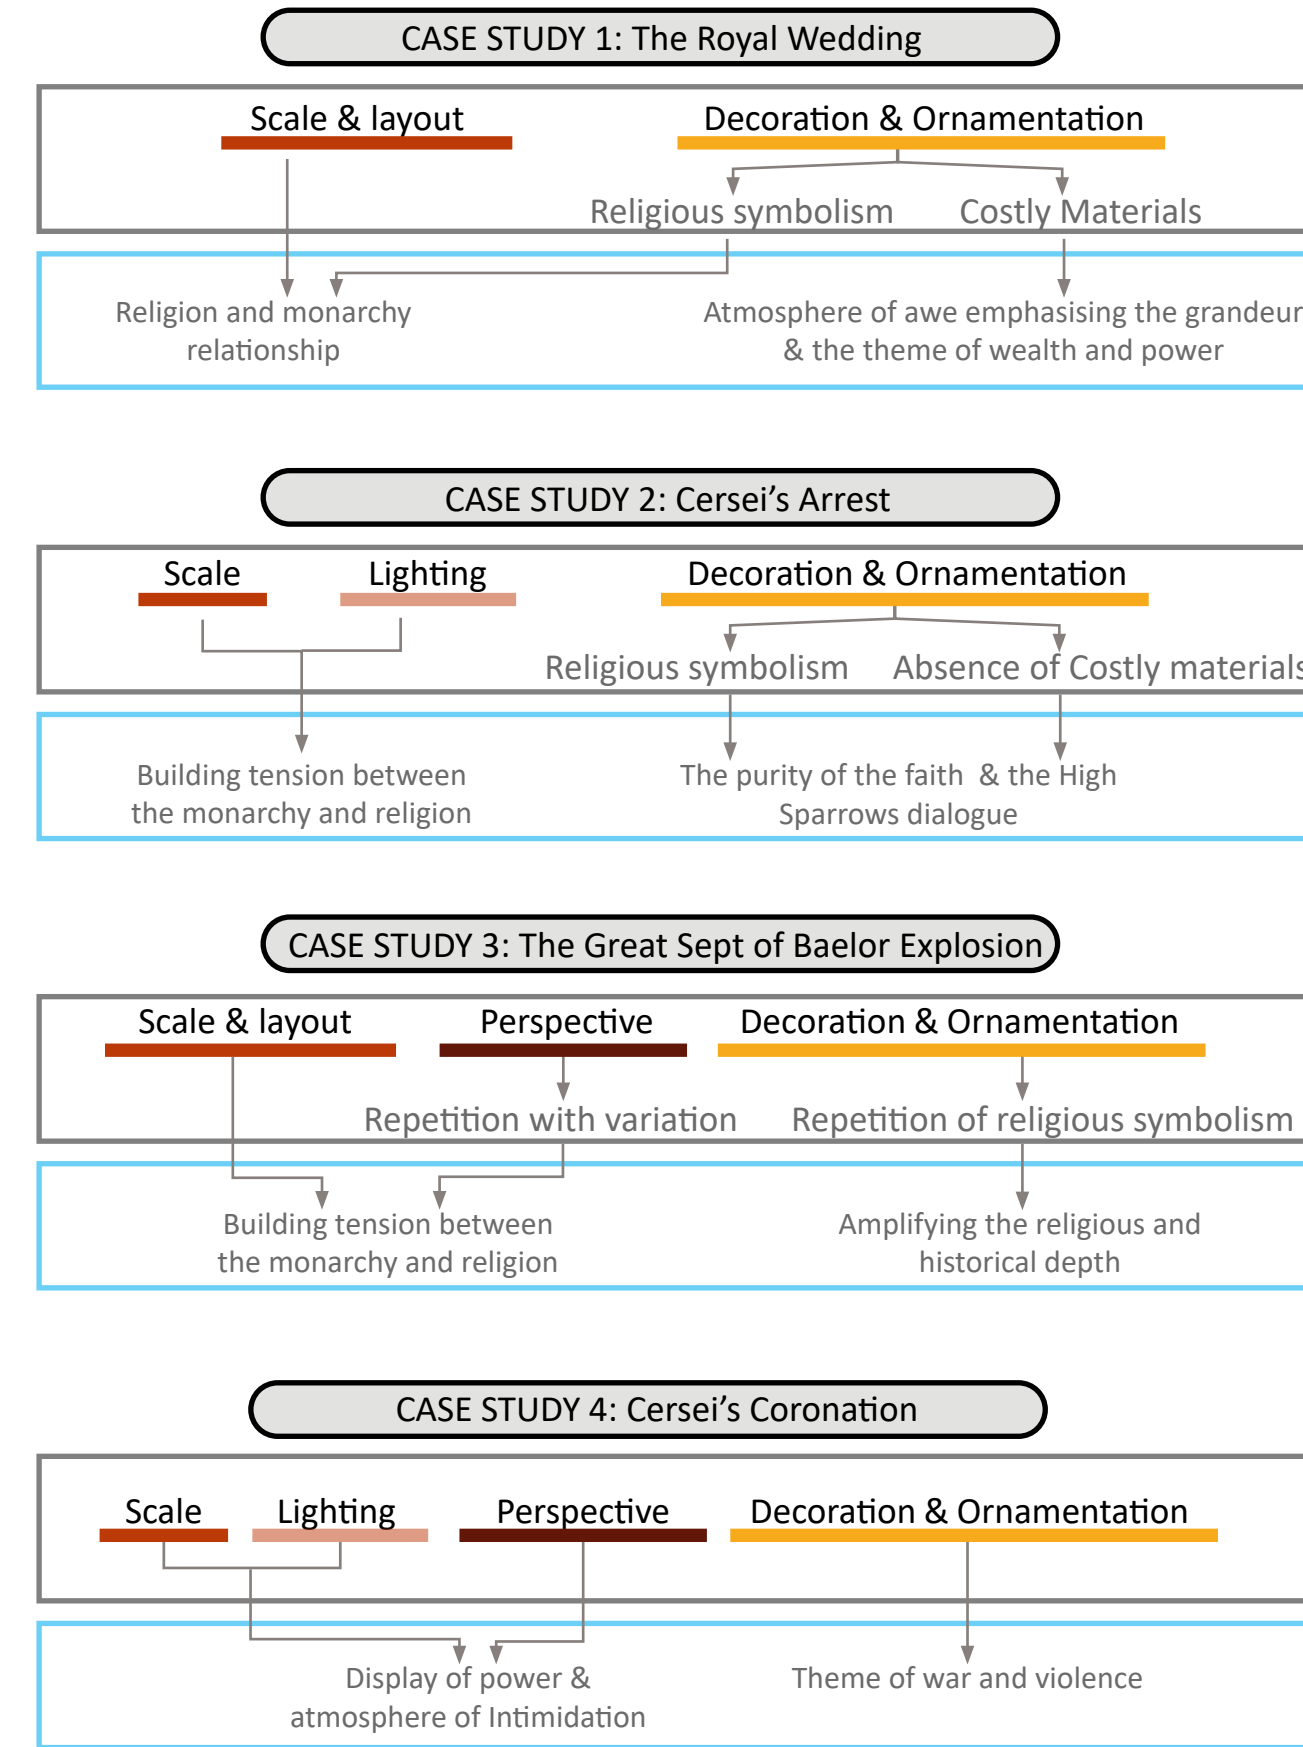 CASE STUDY 1: The Royal Wedding
Scale & layout
Decoration & Ornamentation
Religious symbolism
Costly Materials
Religion and monarchy
relationship
Atmosphere of awe emphasising the grandeur
& the theme of wealth and power
CASE STUDY 2: Cersei’s Arrest
Scale
Lighting
Decoration & Ornamentation
Religious symbolism
Absence of Costly materials
Building tension between
the monarchy and religion
The purity of the faith & the High
Sparrows dialogue
CASE STUDY 3: The Great Sept of Baelor Explosion
Scale & layout
Perspective
Decoration & Ornamentation
Repetition with variation
Repetition of religious symbolism
Building tension between
the monarchy and religion
Amplifying the religious and
historical depth
CASE STUDY 4: Cersei’s Coronation
Scale
Lighting
Perspective
Decoration & Ornamentation
Display of power &
atmosphere of Intimidation
Theme of war and violence